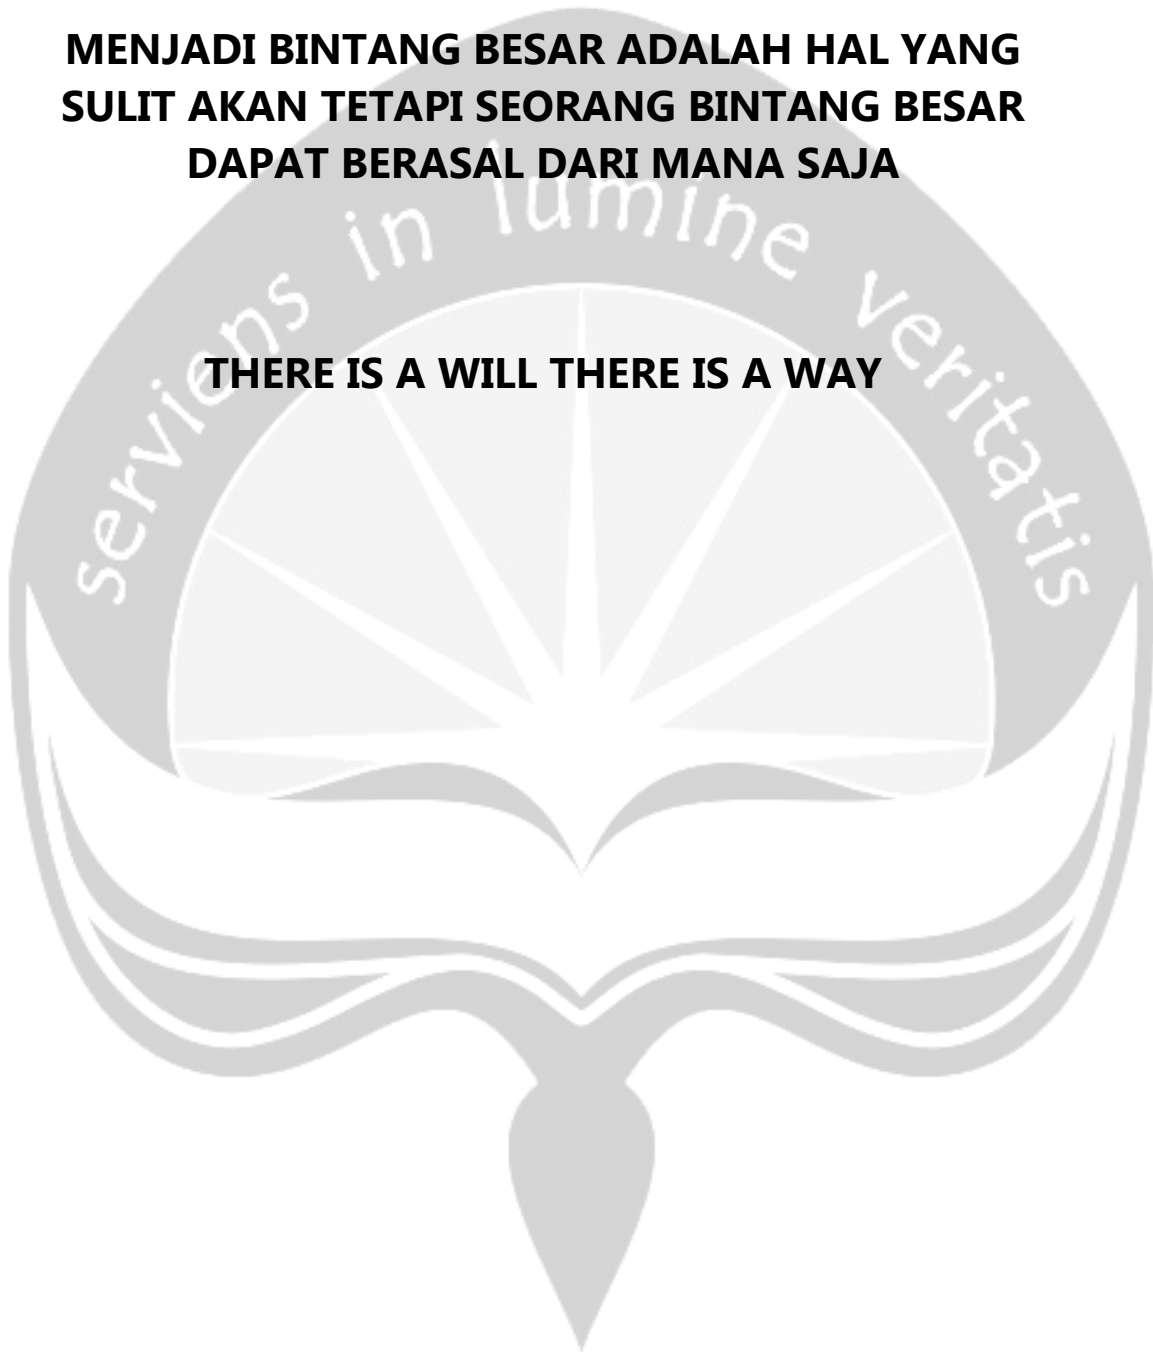 MENJADI BINTANG BESAR ADALAH HAL YANG
SULIT AKAN TETAPI SEORANG BINTANG BESAR
DAPAT BERASAL DARI MANA SAJA
serviens in lumine veritatis
THERE IS A WILL THERE IS A WAY